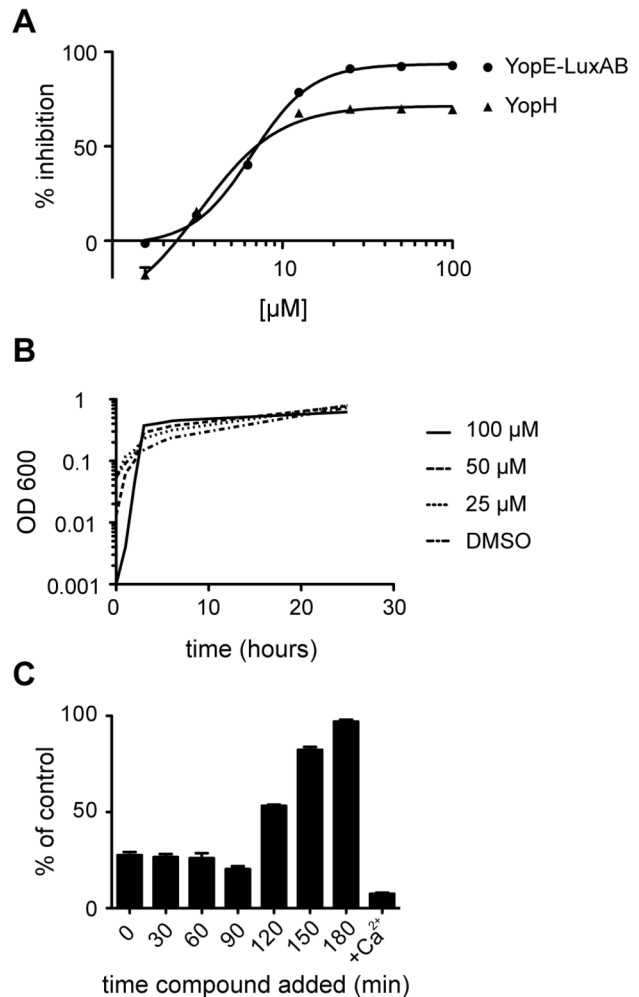 A
% inhibition
50
0
10
100
[µM]
YopE-LuxAB
YopH
B
OD 600
1
0.1
0.01
0.001
0
10
20
30
time (hours)
100 µM
50 µM
25 µM
DMSO
C
% of control
100
50
0
0
30
60
90
120
150
180
+Ca²⁺
time compound added (min)